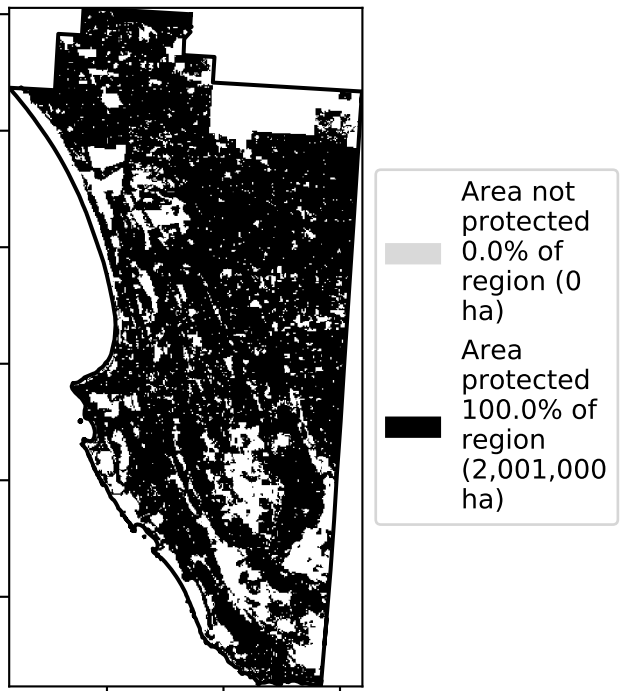 Area not
protected
0.0% of
region (0
ha)
Area
protected
100.0% of
region
(2,001,000
ha)